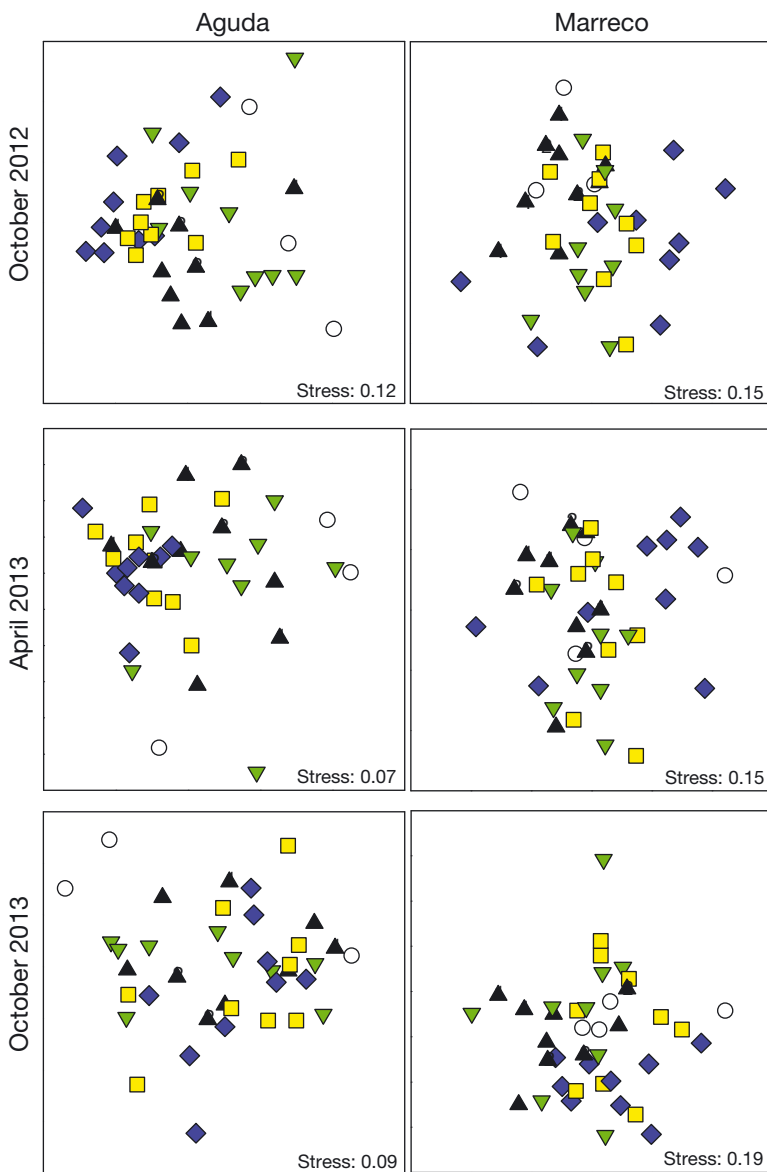 Aguda
Marreco
October 2012
Stress: 0.12
Stress: 0.15
April 2013
Stress: 0.07
Stress: 0.15
October 2013
Stress: 0.09
Stress: 0.19